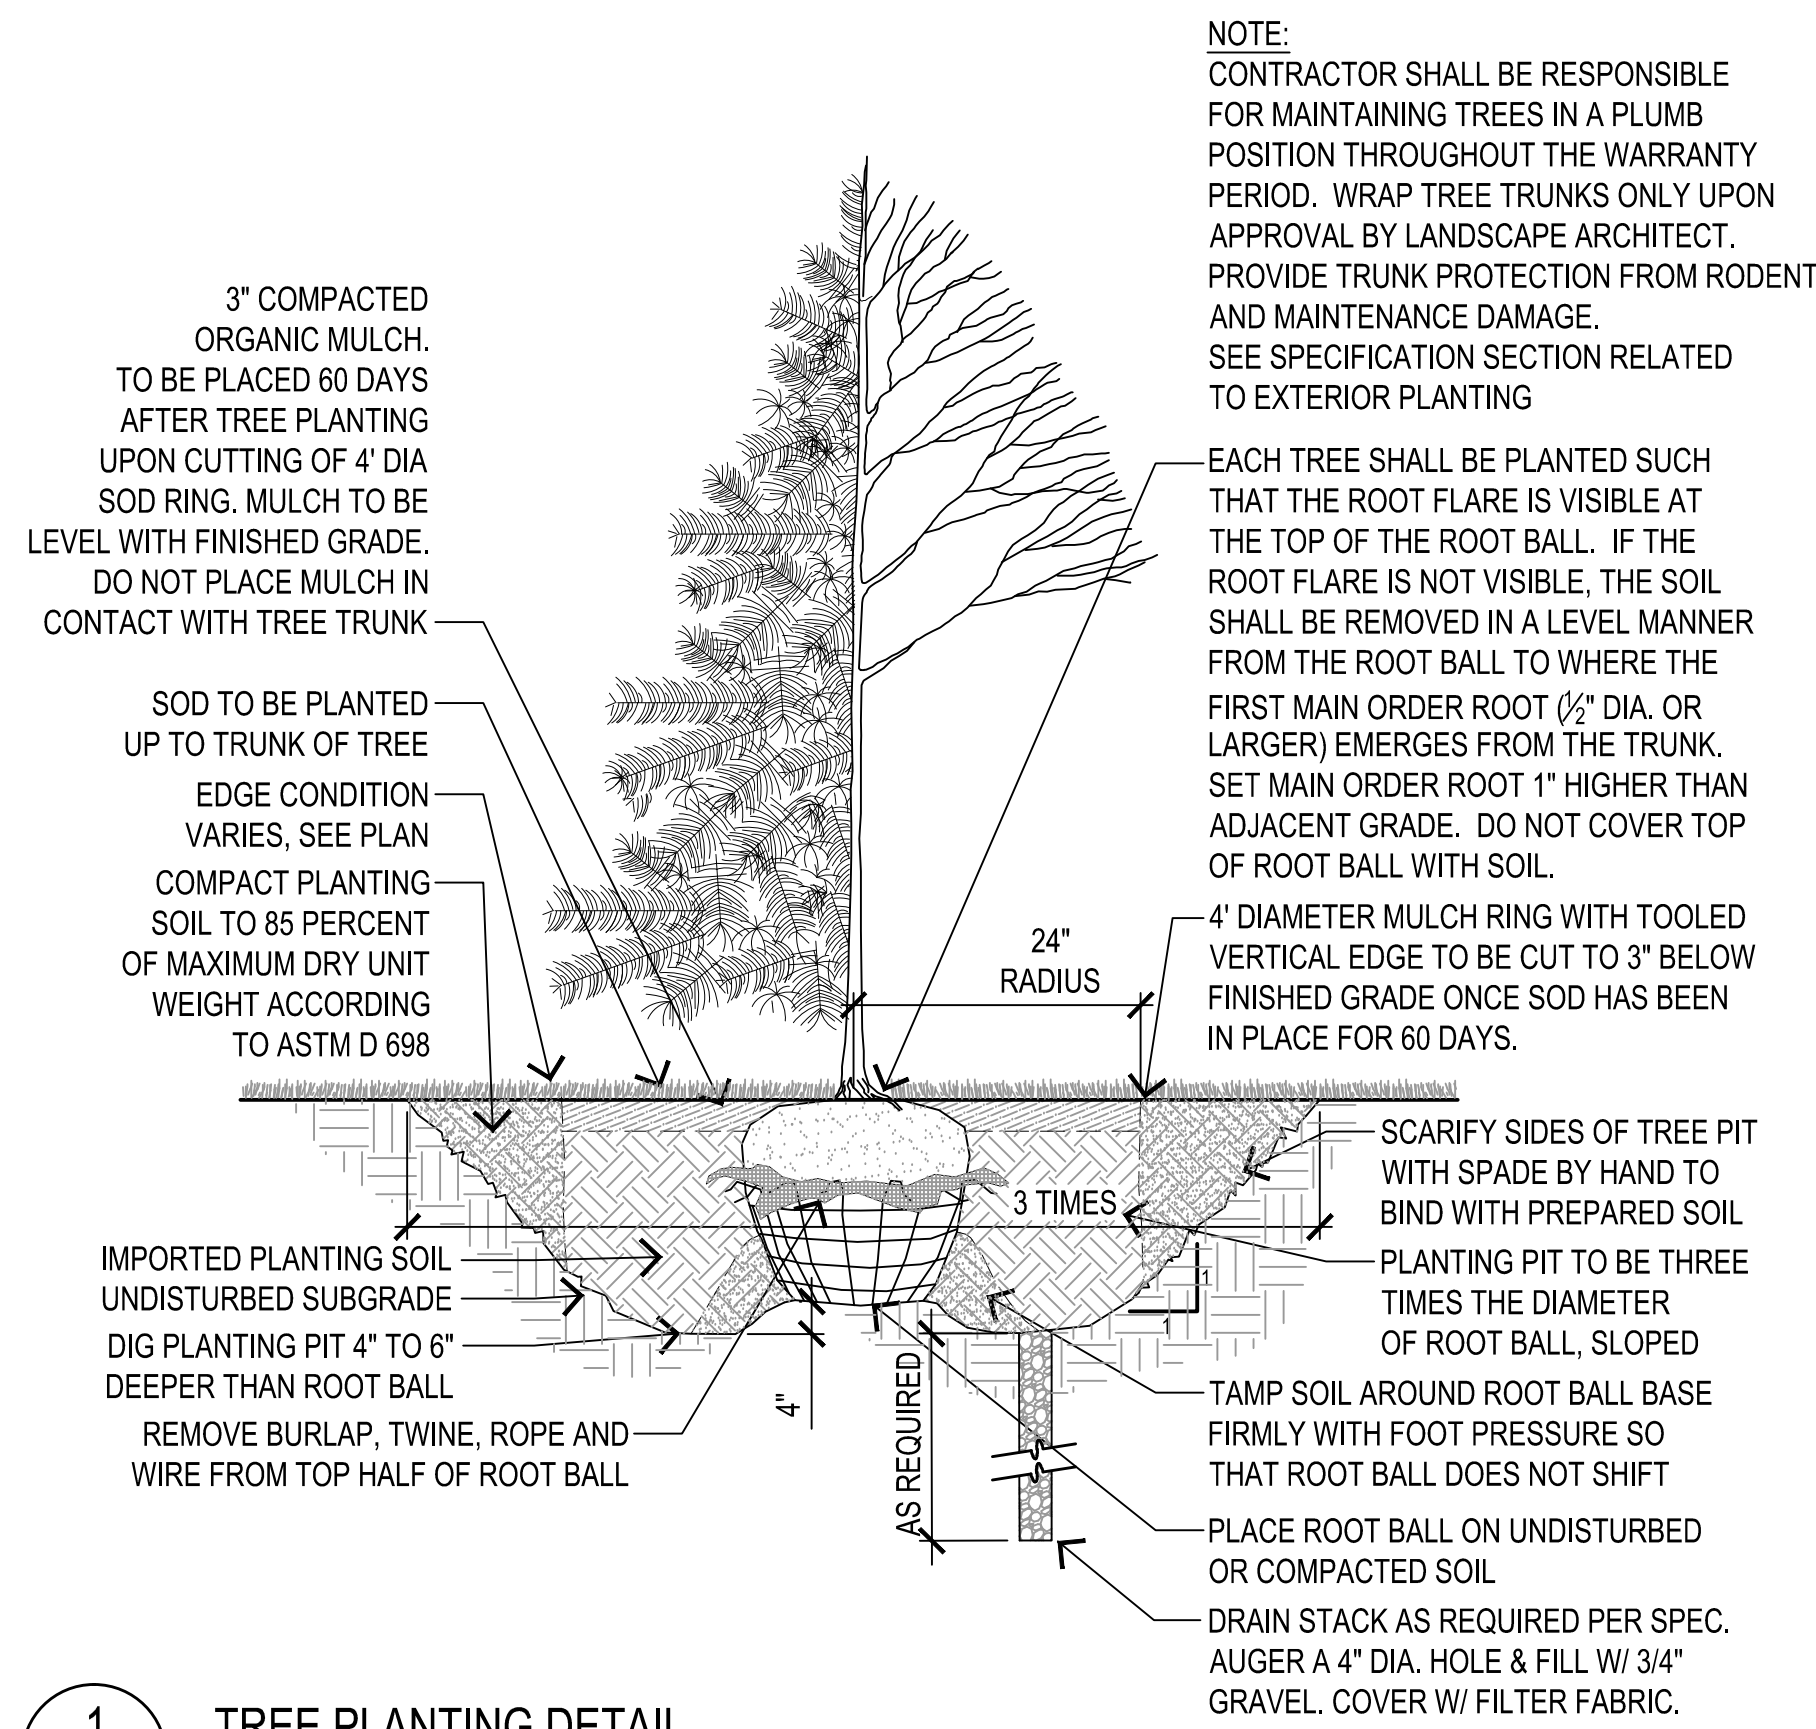 NOTE:
CONTRACTOR SHALL BE RESPONSIBLE
FOR MAINTAINING TREES IN A PLUMB
POSITION THROUGHOUT THE WARRANTY
PERIOD.  WRAP TREE TRUNKS ONLY UPON
APPROVAL BY LANDSCAPE ARCHITECT.
PROVIDE TRUNK PROTECTION FROM RODENT
AND MAINTENANCE DAMAGE.
SEE SPECIFICATION SECTION RELATED
TO EXTERIOR PLANTING
3" COMPACTED
ORGANIC MULCH.
TO BE PLACED 60 DAYS
AFTER TREE PLANTING
UPON CUTTING OF 4' DIA
SOD RING. MULCH TO BE
LEVEL WITH FINISHED GRADE.
DO NOT PLACE MULCH IN
CONTACT WITH TREE TRUNK
SOD TO BE PLANTED
UP TO TRUNK OF TREE
EDGE CONDITION
VARIES, SEE PLAN
COMPACT PLANTING
SOIL TO 85 PERCENT
OF MAXIMUM DRY UNIT
WEIGHT ACCORDING
TO ASTM D 698
EACH TREE SHALL BE PLANTED SUCH
THAT THE ROOT FLARE IS VISIBLE AT
THE TOP OF THE ROOT BALL.  IF THE
ROOT FLARE IS NOT VISIBLE, THE SOIL
SHALL BE REMOVED IN A LEVEL MANNER
FROM THE ROOT BALL TO WHERE THE
FIRST MAIN ORDER ROOT (½" DIA. OR
LARGER) EMERGES FROM THE TRUNK.
SET MAIN ORDER ROOT 1" HIGHER THAN
ADJACENT GRADE.  DO NOT COVER TOP
OF ROOT BALL WITH SOIL.
24"
RADIUS
4' DIAMETER MULCH RING WITH TOOLED
VERTICAL EDGE TO BE CUT TO 3" BELOW
FINISHED GRADE ONCE SOD HAS BEEN
IN PLACE FOR 60 DAYS.
SCARIFY SIDES OF TREE PIT
WITH SPADE BY HAND TO
BIND WITH PREPARED SOIL
3 TIMES
PLANTING PIT TO BE THREE
TIMES THE DIAMETER
OF ROOT BALL, SLOPED
1
1
IMPORTED PLANTING SOIL
UNDISTURBED SUBGRADE
DIG PLANTING PIT 4" TO 6"
DEEPER THAN ROOT BALL
REMOVE BURLAP, TWINE, ROPE AND
WIRE FROM TOP HALF OF ROOT BALL
4"
AS REQUIRED
TAMP SOIL AROUND ROOT BALL BASE
FIRMLY WITH FOOT PRESSURE SO
THAT ROOT BALL DOES NOT SHIFT
PLACE ROOT BALL ON UNDISTURBED
OR COMPACTED SOIL
DRAIN STACK AS REQUIRED PER SPEC.
AUGER A 4" DIA. HOLE & FILL W/ 3/4"
GRAVEL. COVER W/ FILTER FABRIC.
1
TREE PLANTING DETAIL